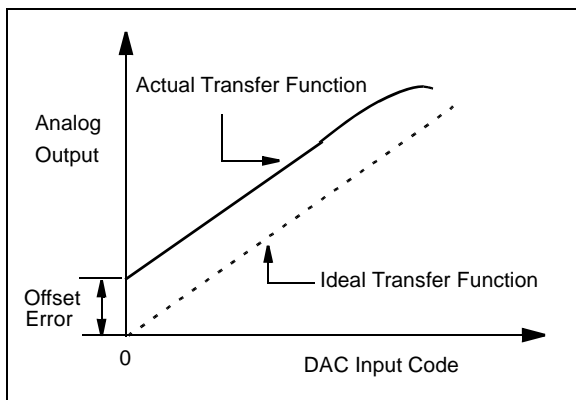 Actual Transfer Function
Analog
Output
Ideal Transfer Function
Offset
Error
0
DAC Input Code